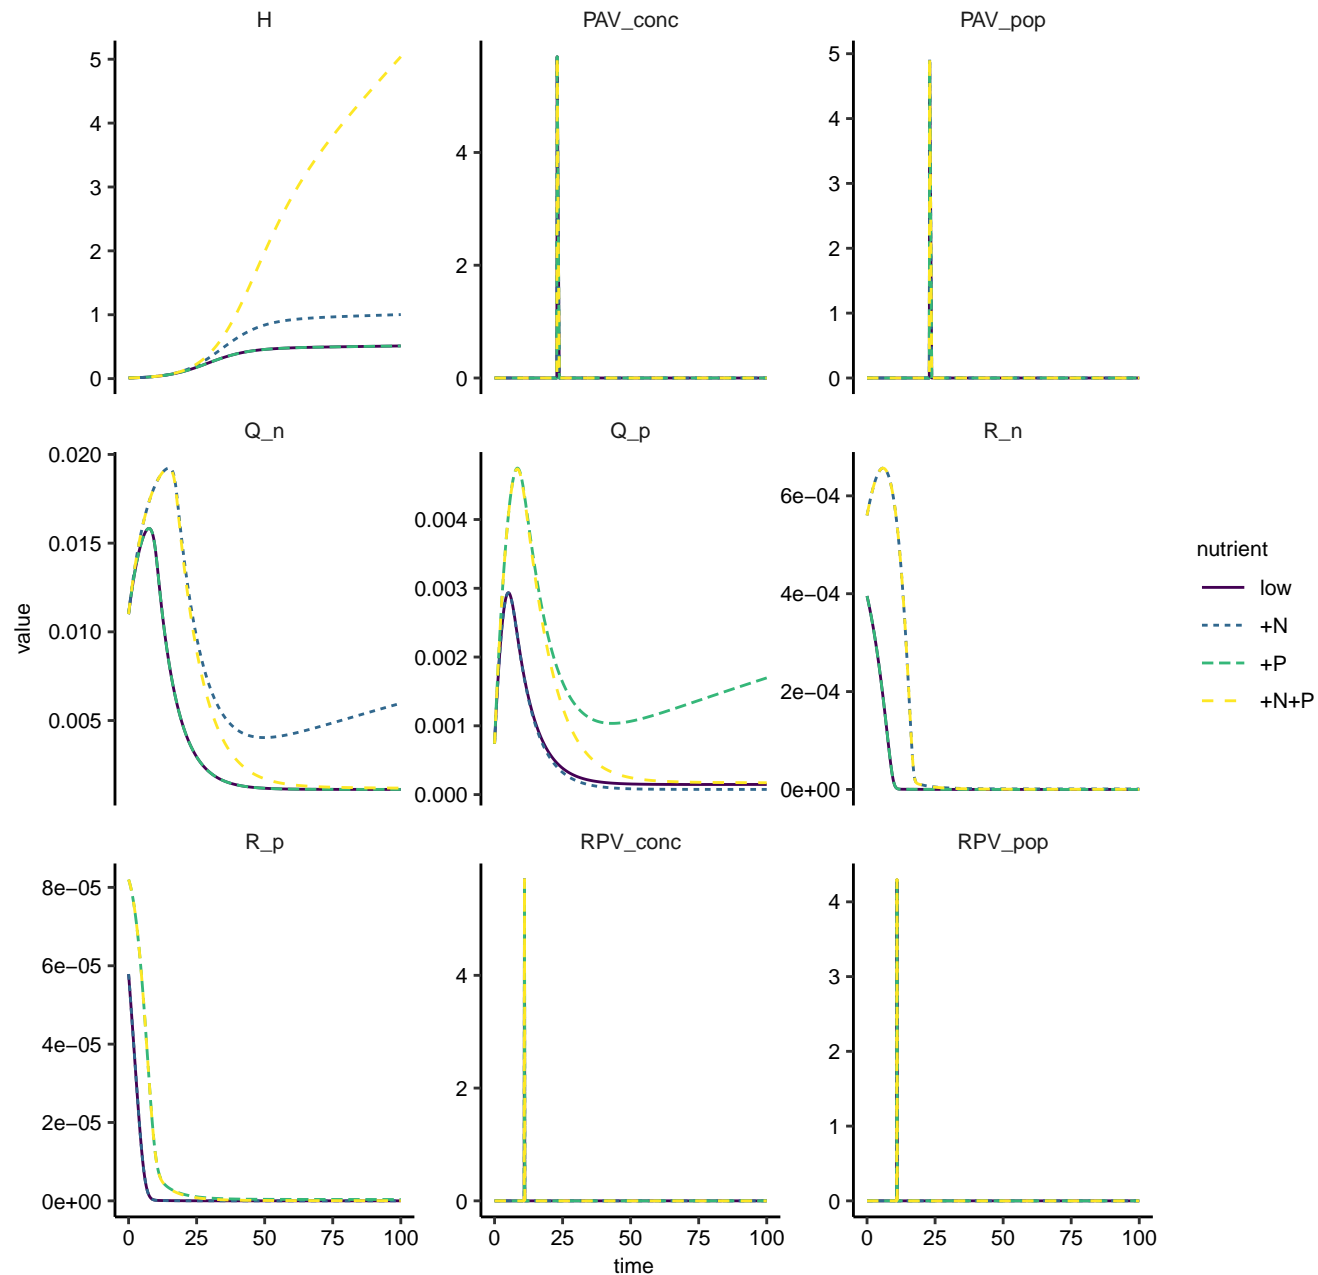 H PAV_conc PAV_pop
5
4
3
2
1
0
4
2
0
5
4
3
2
1
0
Q_n Q_p R_n
0.020
0.015
0.010
0.005
0.004
0.003
0.002
0.001
0.000
6e−04
4e−04
2e−04
0e+00
R_p RPV_conc RPV_pop
8e−05
6e−05
4e−05
2e−05
0e+00
4
2
0
4
3
2
1
0
0 25 50 75 100
0 25 50 75 100
0 25 50 75 100
time
value
nutrient
low
+N
+P
+N+P